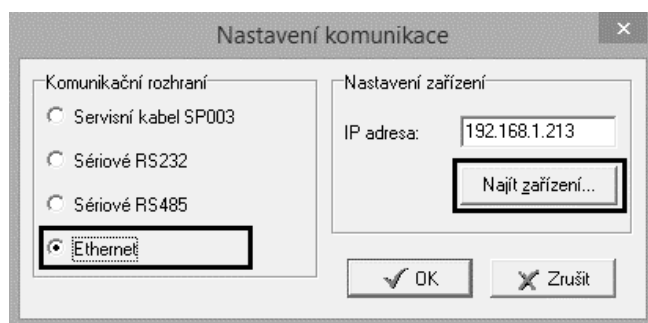 Nastavení komunikace
Komunikační rozhraní
Servisní kabel SP003
Sériové RS232
Sériové RS485
Ethernet
Nastavení zařízení
IP adresa: 192.168.1.213
Najít zařízení...
OK
Zrušit